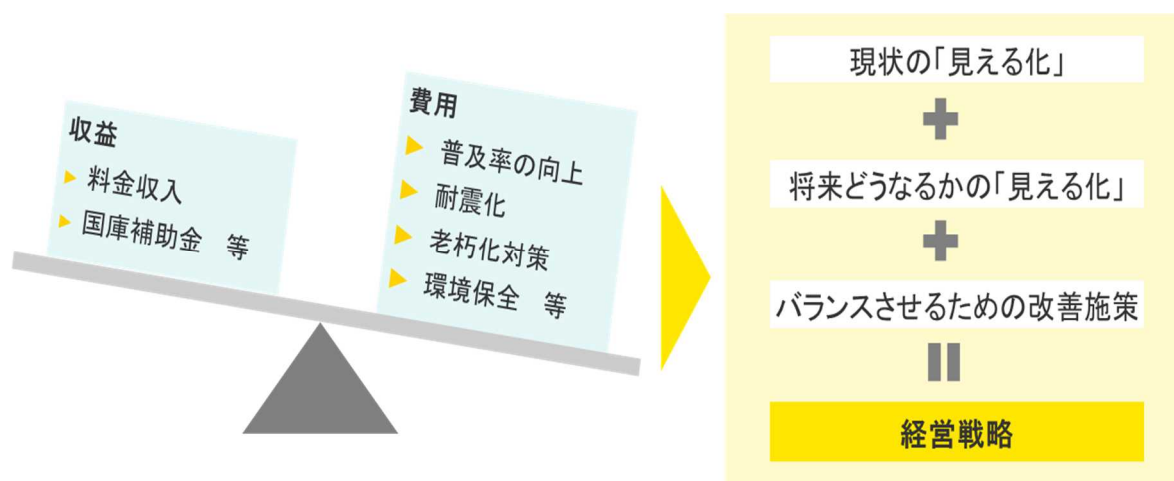 収益
料金収入
国庫補助金　等
費用
普及率の向上
耐震化
老朽化対策
環境保全　等
現状の「見える化」
将来どうなるかの「見える化」
バランスさせるための改善施策
経営戦略